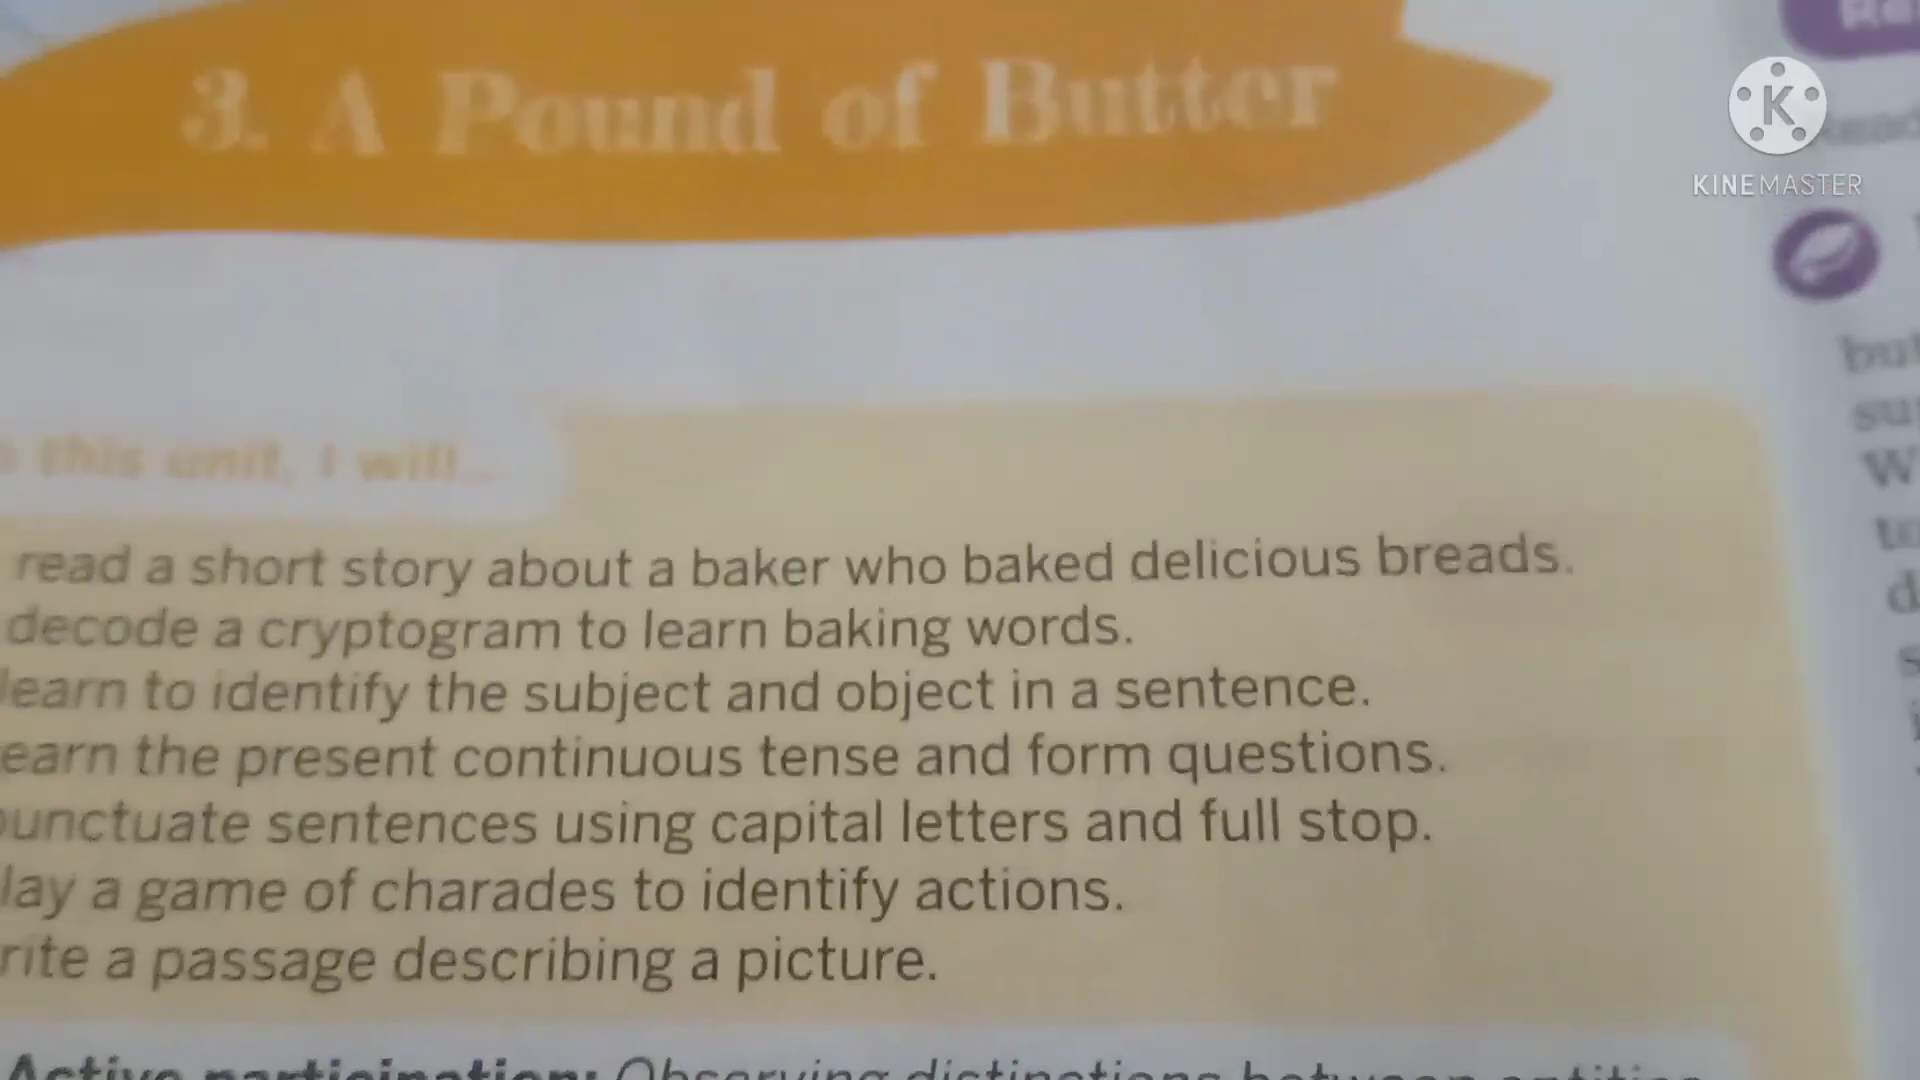 3. A Pound of Butter
KINEMASTER
this unit, I will...
read a short story about a baker who baked delicious breads.
decode a cryptogram to learn baking words.
learn to identify the subject and object in a sentence.
earn the present continuous tense and form questions.
punctuate sentences using capital letters and full stop.
lay a game of charades to identify actions.
rite a passage describing a picture.
Active participation: Observing distinctions between entities